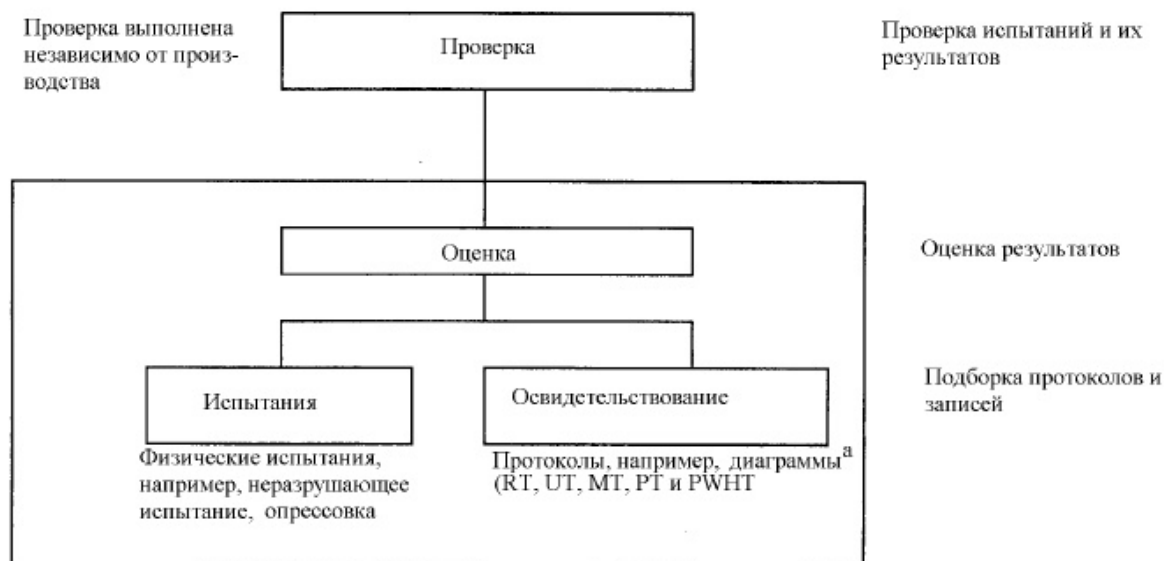 Проверка выполнена
независимо от произ-
водства
Проверка
Проверка испытаний и их
результатов
Оценка
Оценка результатов
Испытания
Освидетельствование
Подборка протоколов и
записей
Физические испытания,
например, неразрушающее
испытание, опрессовка
Протоколы, например, диаграммыa
(RT, UT, MT, PT и PWHT